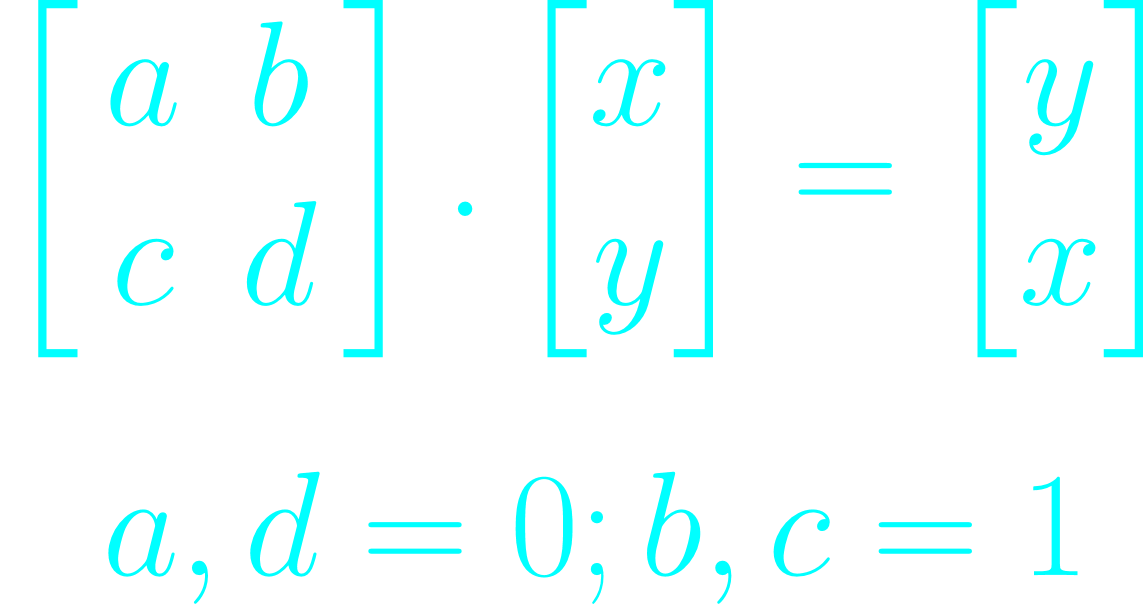 [a b; c d] · [x; y] = [y; x]
a, d = 0; b, c = 1